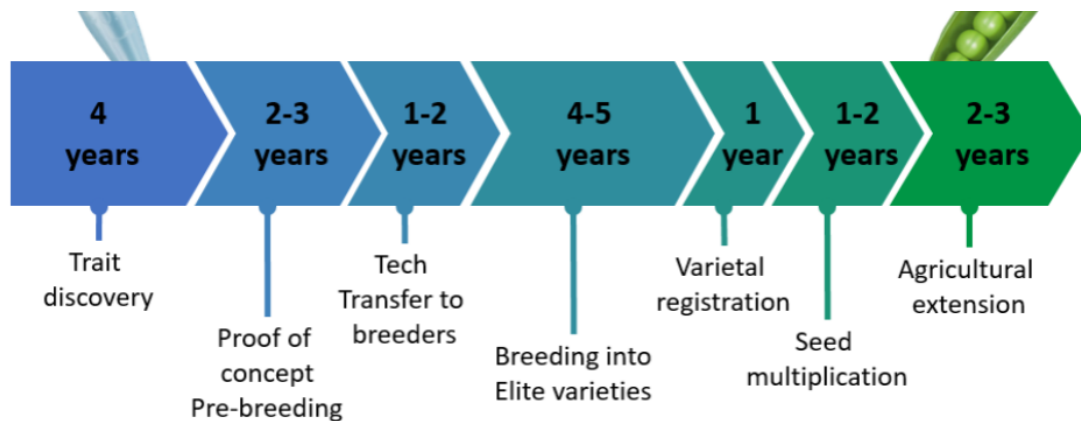 4
years
2-3
years
1-2
years
4-5
years
1
year
1-2
years
2-3
years
Trait
discovery
Proof of
concept
Pre-breeding
Tech
Transfer to
breeders
Breeding into
Elite varieties
Varietal
registration
Seed
multiplication
Agricultural
extension